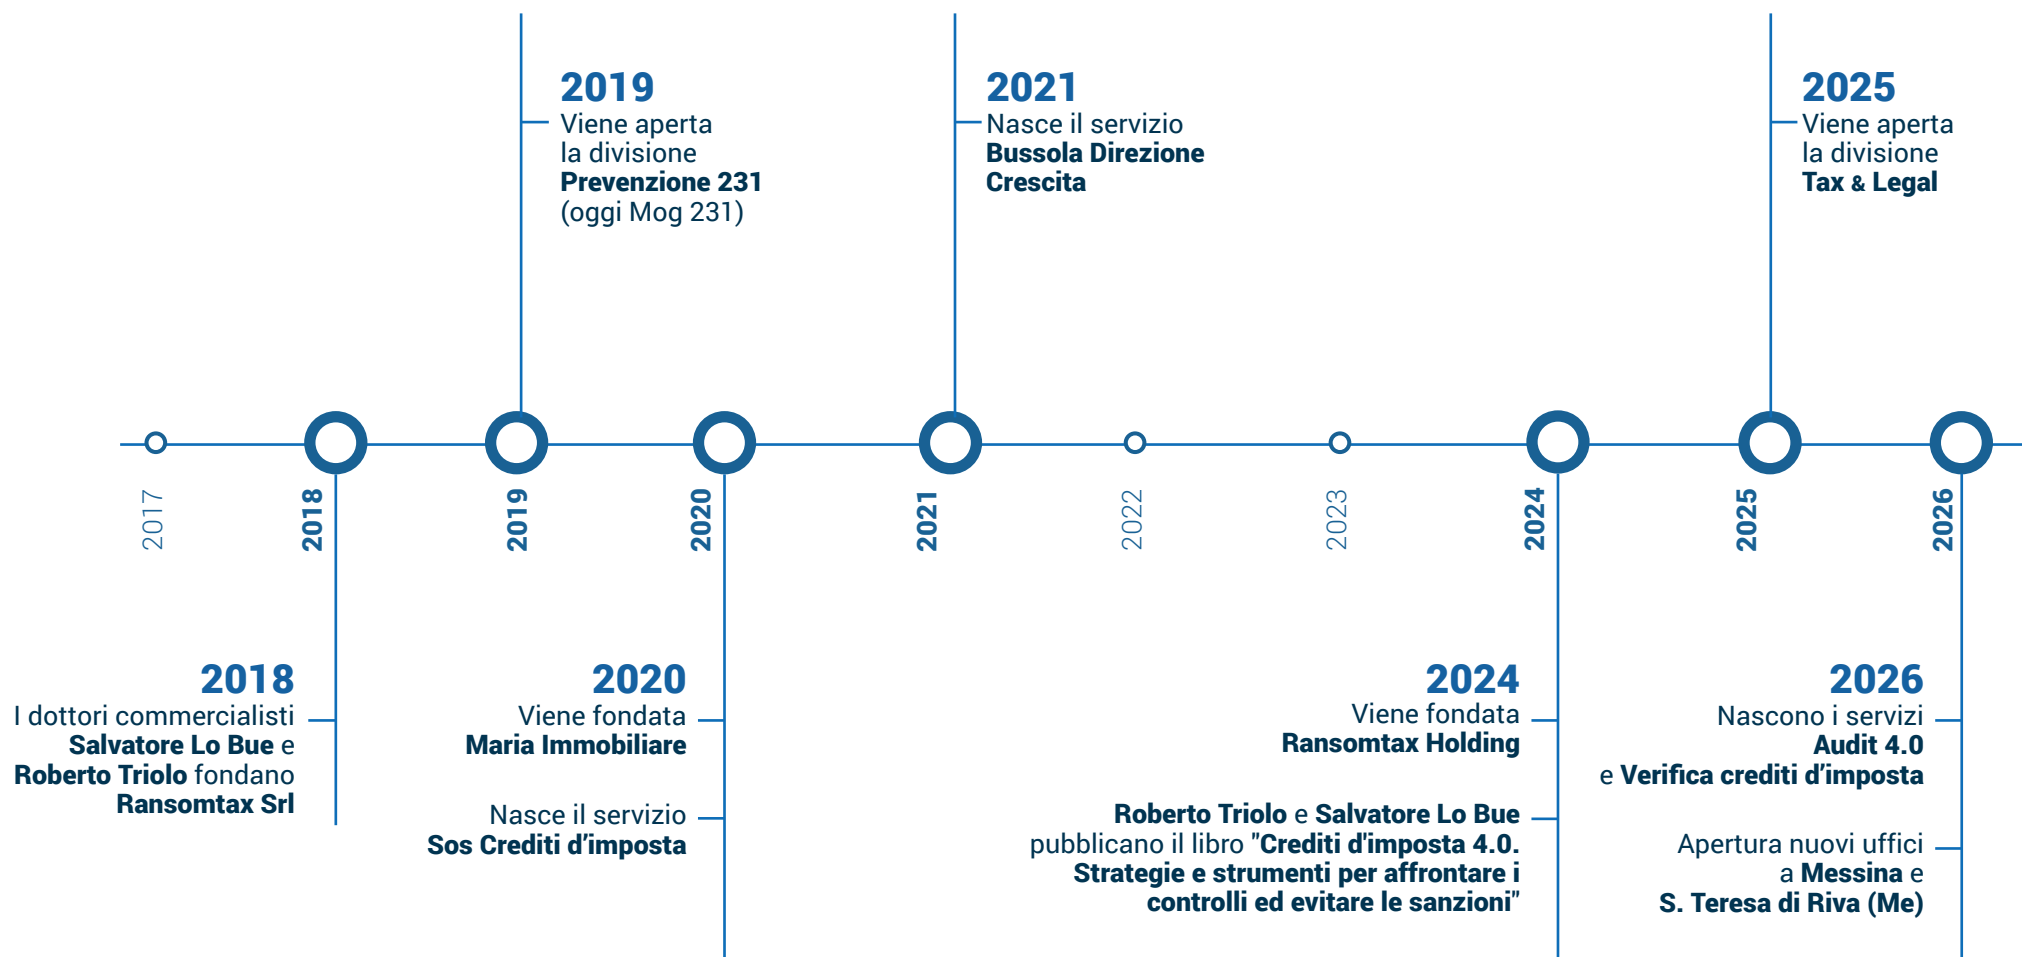 2019
Viene aperta
la divisione
Prevenzione 231
(oggi Mog 231)
2021
Nasce il servizio
Bussola Direzione
Crescita
2025
Viene aperta
la divisione
Tax & Legal
2017
2018
2019
2020
2021
2022
2023
2024
2025
2026
2018
I dottori commercialisti
Salvatore Lo Bue e
Roberto Triolo fondano
Ransomtax Srl
2020
Viene fondata
Maria Immobiliare
Nasce il servizio
Sos Crediti d’imposta
2024
Viene fondata
Ransomtax Holding
Roberto Triolo e Salvatore Lo Bue
pubblicano il libro "Crediti d'imposta 4.0.
Strategie e strumenti per affrontare i
controlli ed evitare le sanzioni"
2026
Nascono i servizi
Audit 4.0
e Verifica crediti d’imposta
Apertura nuovi uffici
a Messina e
S. Teresa di Riva (Me)